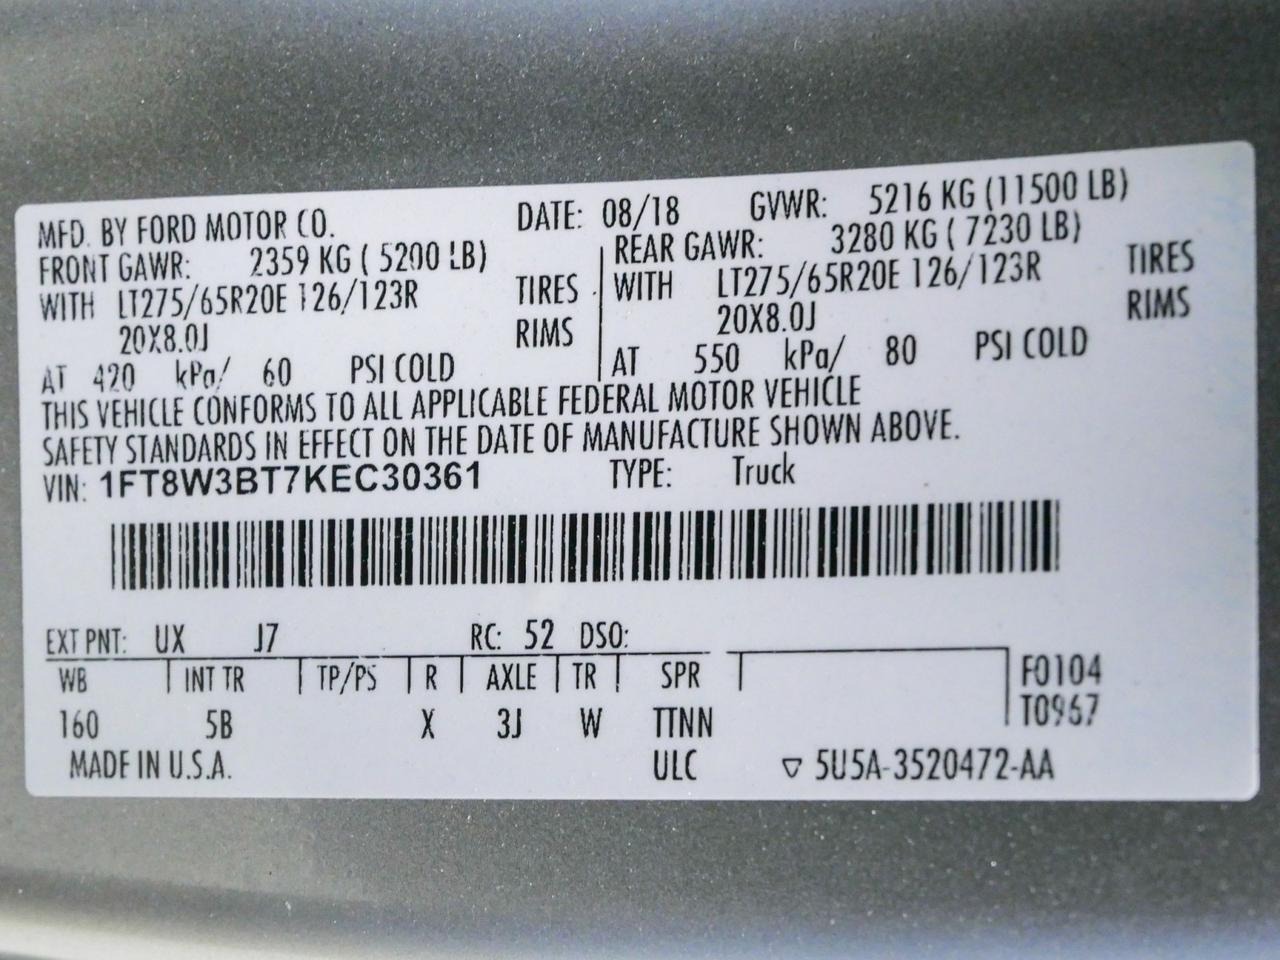 MFD. BY FORD MOTOR CO. DATE: 08/18 GVWR: 5216 KG (11500 LB)
FRONT GAWR: 2359 KG ( 5200 LB) REAR GAWR: 3280 KG ( 7230 LB)
WITH LT275/65R20E 126/123R TIRES WITH LT275/65R20E 126/123R TIRES
20X8.0J RIMS 20X8.0J RIMS
AT 420 kPa/ 60 PSI COLD AT 550 kPa/ 80 PSI COLD
THIS VEHICLE CONFORMS TO ALL APPLICABLE FEDERAL MOTOR VEHICLE
SAFETY STANDARDS IN EFFECT ON THE DATE OF MANUFACTURE SHOWN ABOVE.
VIN: 1FT8W3BT7KEC30361 TYPE: Truck
EXT PNT: UX J7 RC: 52 DSO:
WB INT TR TP/PS R AXLE TR SPR F0104
160 5B X 3J W TTNN T0967
MADE IN U.S.A. ULC ▽ 5U5A-3520472-AA